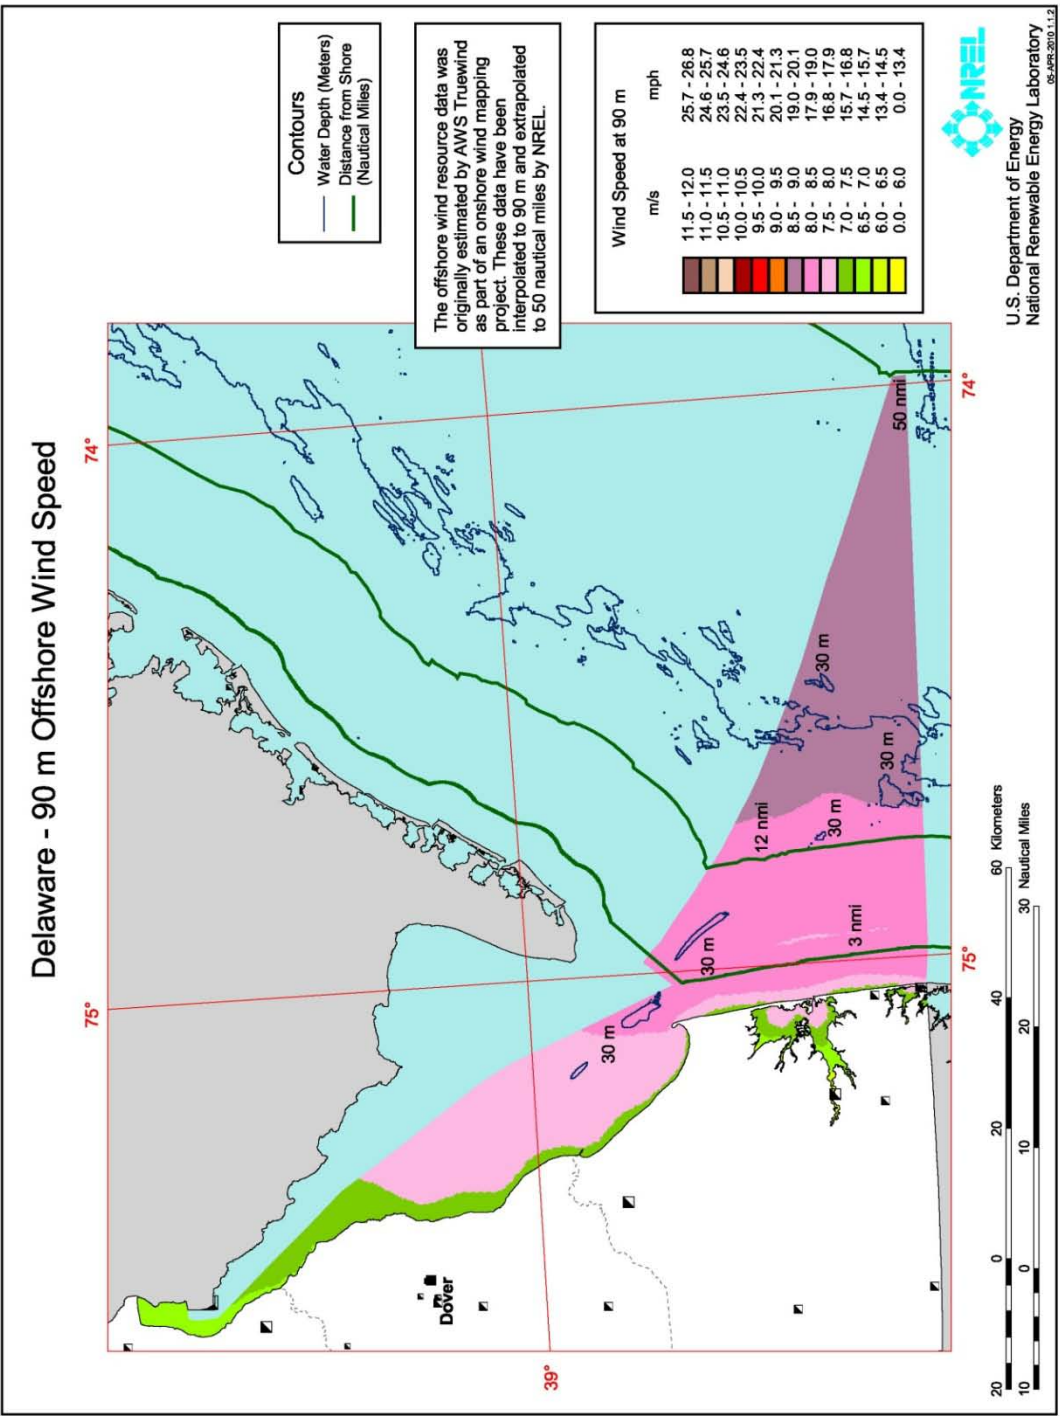 Delaware - 90 m Offshore Wind Speed
Contours
Water Depth (Meters)
Distance from Shore
(Nautical Miles)
The offshore wind resource data was
originally estimated by AWS Truewind
as part of an onshore wind mapping
project. These data have been
interpolated to 90 m and extrapolated
to 50 nautical miles by NREL.
Wind Speed at 90 m
m/s mph
11.5 - 12.0 25.7 - 26.8
11.0 - 11.5 24.6 - 25.7
10.5 - 11.0 23.5 - 24.6
10.0 - 10.5 22.4 - 23.5
9.5 - 10.0 21.3 - 22.4
9.0 - 9.5 20.1 - 21.3
8.5 - 9.0 19.0 - 20.1
8.0 - 8.5 17.9 - 19.0
7.5 - 8.0 16.8 - 17.9
7.0 - 7.5 15.7 - 16.8
6.5 - 7.0 14.5 - 15.7
6.0 - 6.5 13.4 - 14.5
0.0 - 6.0 0.0 - 13.4
75°
74°
39°
Dover
30 m
30 m
12 nmi
30 m
3 nmi
30 m
30 m
50 nmi
75°
74°
20 0 20 40 60 Kilometers
10 0 10 20 30 Nautical Miles
NREL
U.S. Department of Energy
National Renewable Energy Laboratory
05-APR-2010 1.1.2